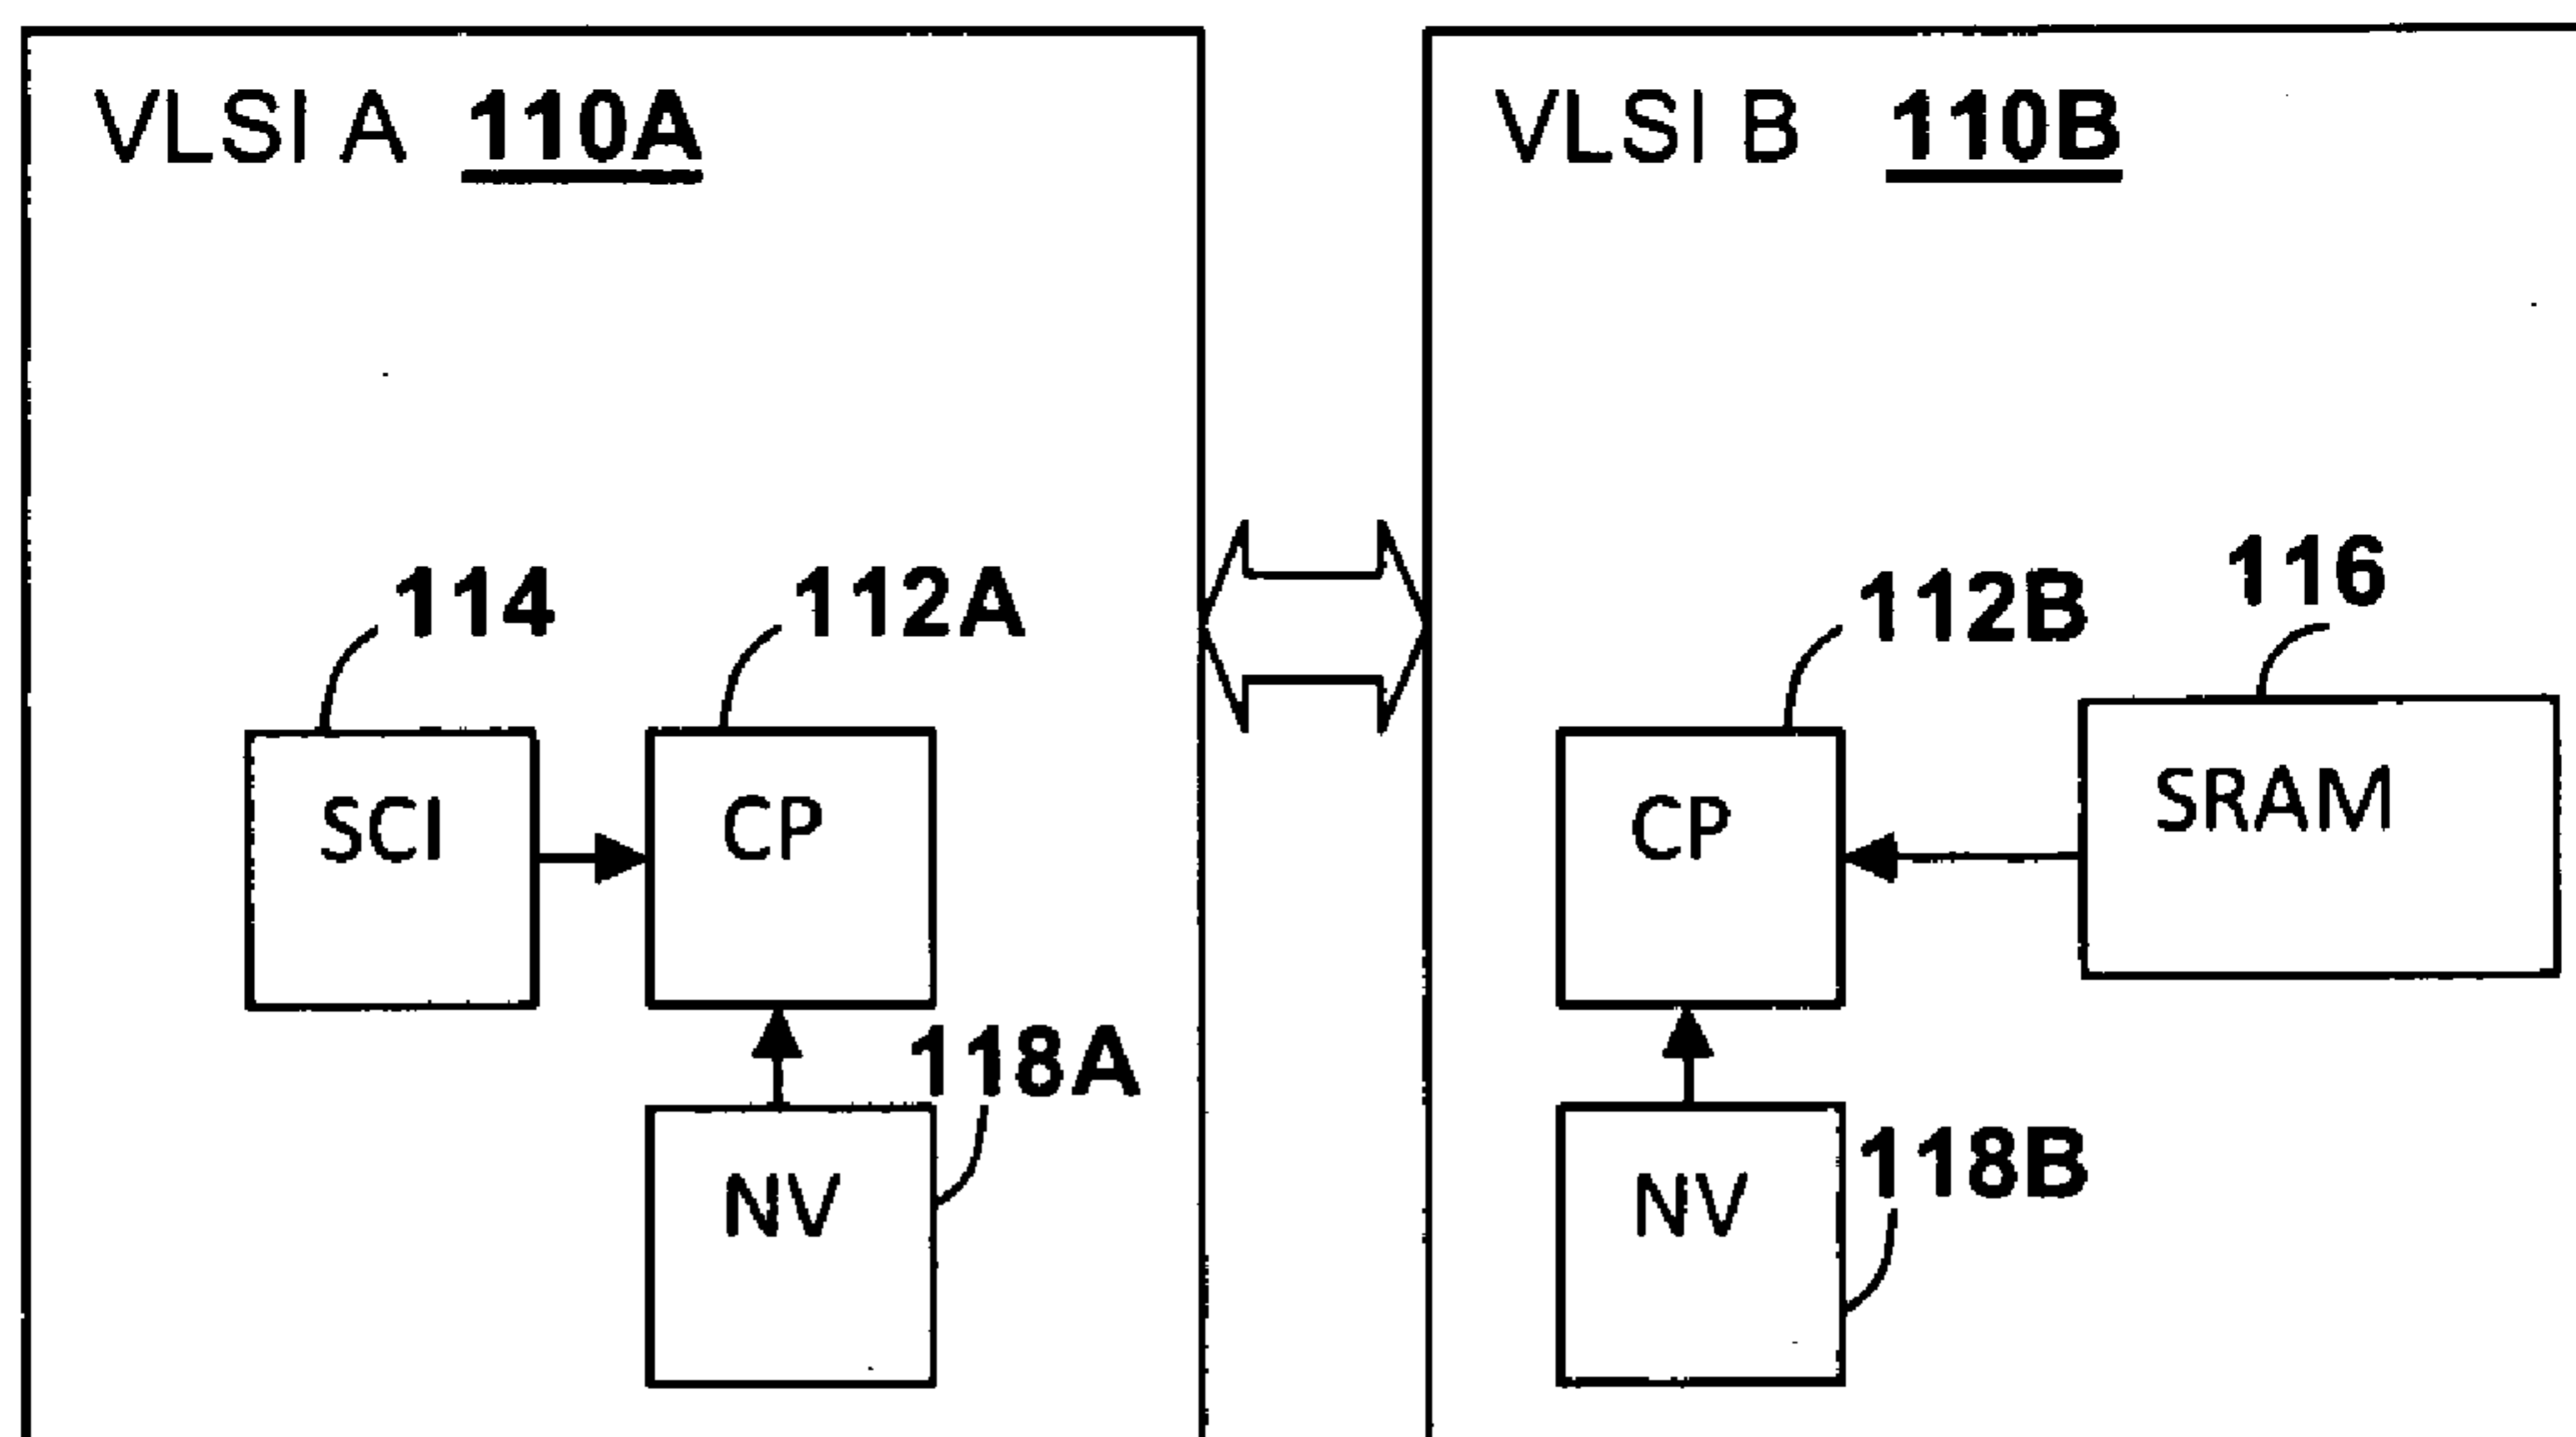 VLSI A 110A
VLSI B 110B
114
112A
112B
116
SCI
CP
CP
SRAM
118A
NV
NV
118B